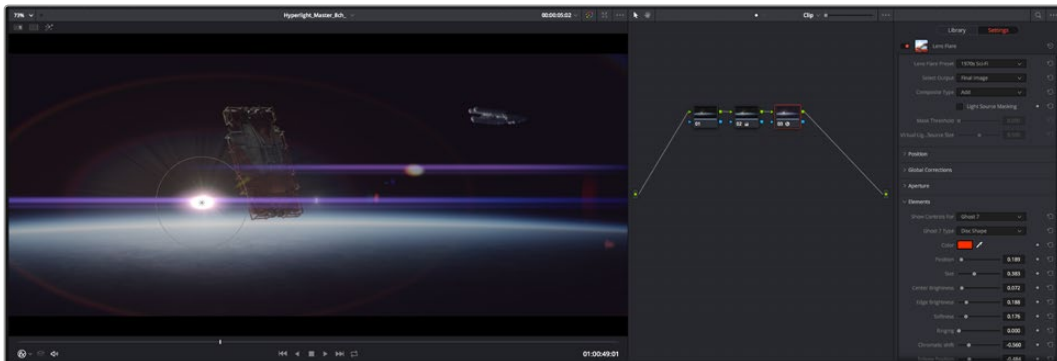 73%
Hyperlight_Master_8ch_
00:00:05:02
Clip
Library
Settings
Lens Flare
Lens Flare Preset
1970s Sci-Fi
Select Output
Final Image
Composite Type
Add
Light Source Masking
Mask Threshold
Position
Global Corrections
Aperture
Elements
Show Controls For
Ghost 7
Ghost 7 Type
Disc Shape
Color
Position
0.189
Size
0.383
Center Brightness
0.072
Edge Brightness
0.188
Softness
0.176
Ringing
0.000
Chromatic Shift
-0.560
01
02
03
01:00:49:01